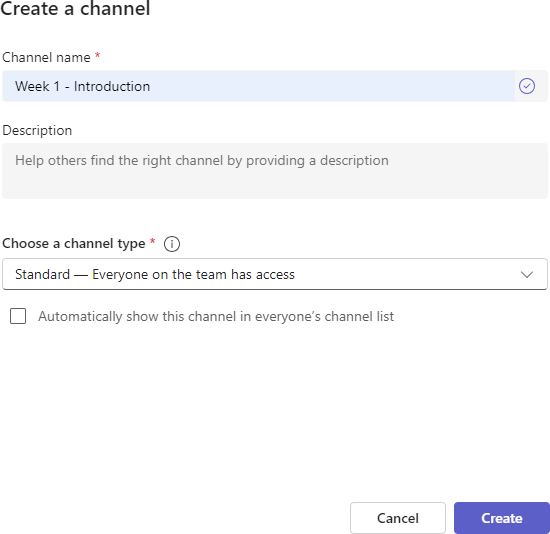 Create a channel
Channel name *
Week 1 - Introduction
Description
Help others find the right channel by providing a description
Choose a channel type *
Standard — Everyone on the team has access
Automatically show this channel in everyone's channel list
Cancel
Create